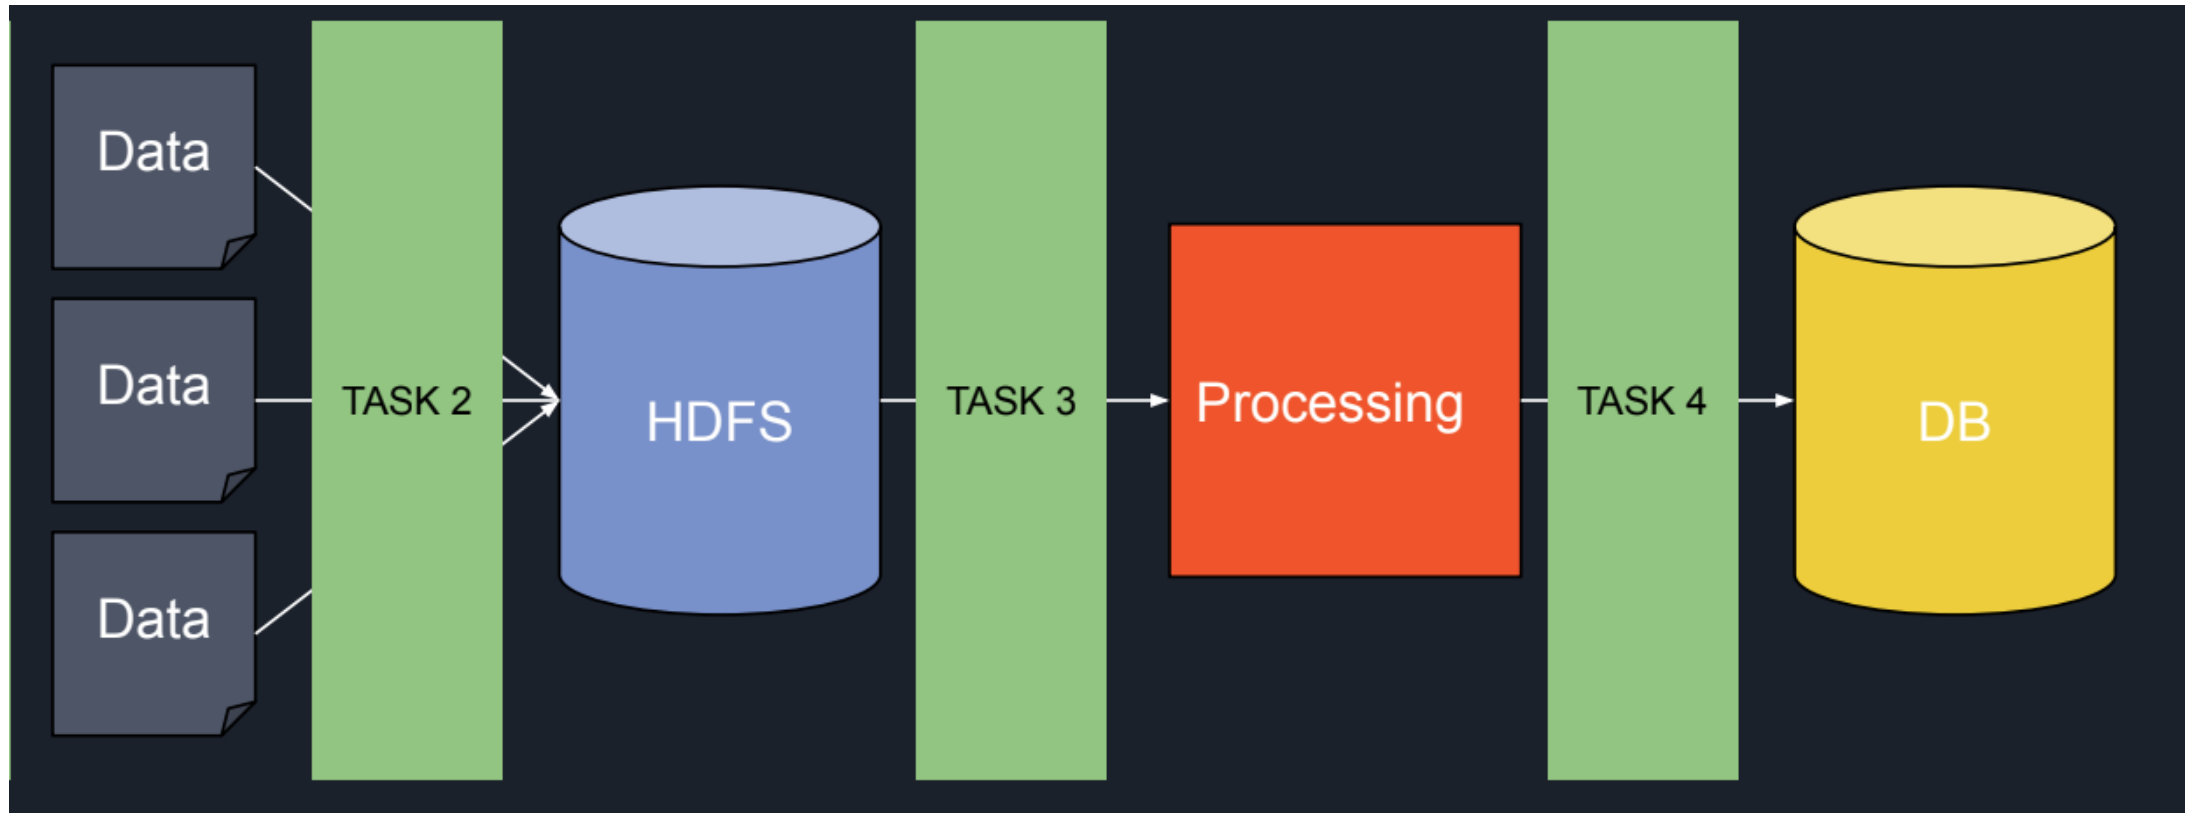 Data
Data
Data
TASK 2
HDFS
TASK 3
Processing
TASK 4
DB